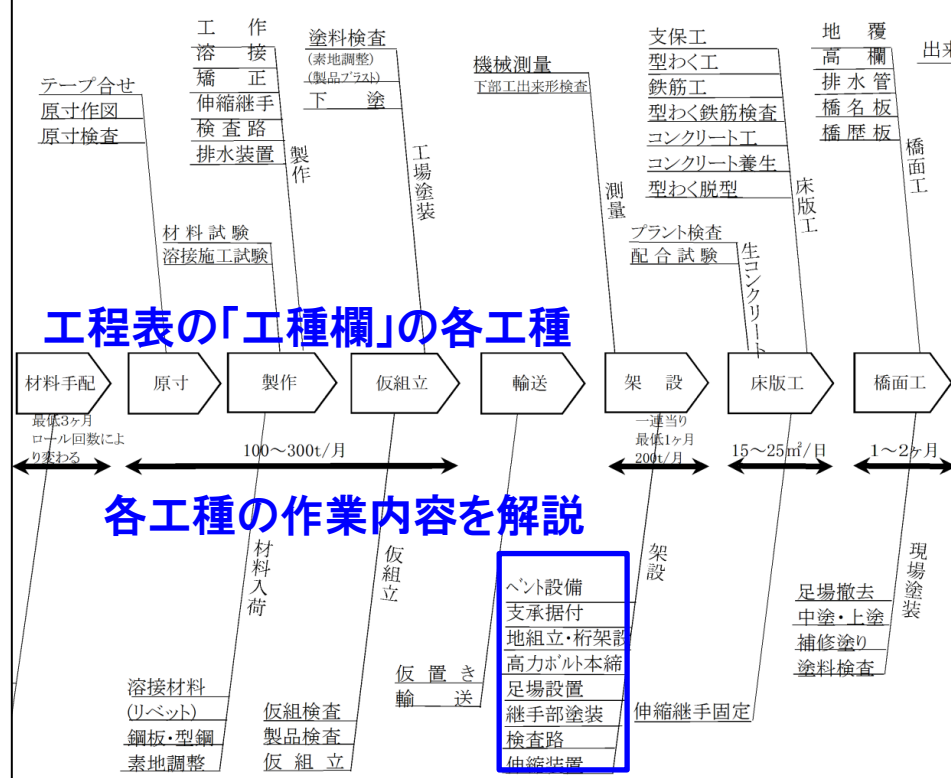 工作
溶接
矯正
伸縮継手
検査路
排水装置
製作
塗料検査
(素地調整)
(製品ブラスト)
下塗
工場塗装
テープ合せ
原寸作図
原寸検査
機械測量
下部工出来形検査
測量
支保工
型わく工
鉄筋工
型わく鉄筋検査
コンクリート工
コンクリート養生
型わく脱型
床版工
地覆
高欄
排水管
橋名板
橋歴板
橋面工
出来
材料試験
溶接施工試験
プラント検査
配合試験
生コンクリート
工程表の「工種欄」の各工種
材料手配
原寸
製作
仮組立
輸送
架設
床版工
橋面工
最低3ヶ月
ロール回数によ
り変わる
100～300t/月
一連当り
最低1ヶ月
200t/月
15～25㎡/日
1～2ヶ月
各工種の作業内容を解説
材料入荷
仮組立
架設
現場塗装
溶接材料
(リベット)
鋼板・型鋼
素地調整
仮組検査
製品検査
仮組立
仮置き
輸送
ベント設備
支承据付
地組立・桁架設
高力ボルト本締
足場設置
継手部塗装
検査路
伸縮装置
伸縮継手固定
足場撤去
中塗・上塗
補修塗り
塗料検査